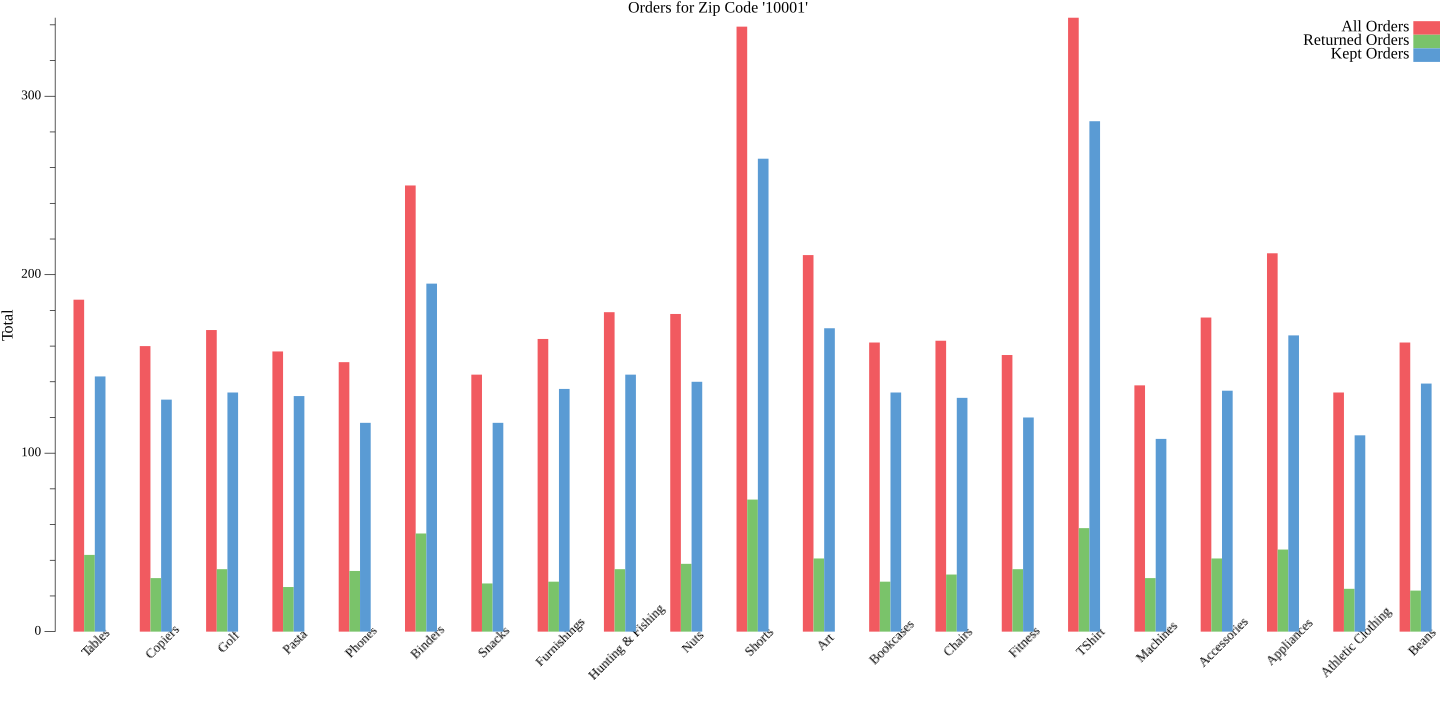 Orders for Zip Code '10001'
All Orders
Returned Orders
Kept Orders
Total
300
200
100
0
Tables
Copiers
Golf
Pasta
Phones
Binders
Snacks
Furnishings
Hunting & Fishing
Nuts
Shorts
Art
Bookcases
Chairs
Fitness
TShirt
Machines
Accessories
Appliances
Athletic Clothing
Beans